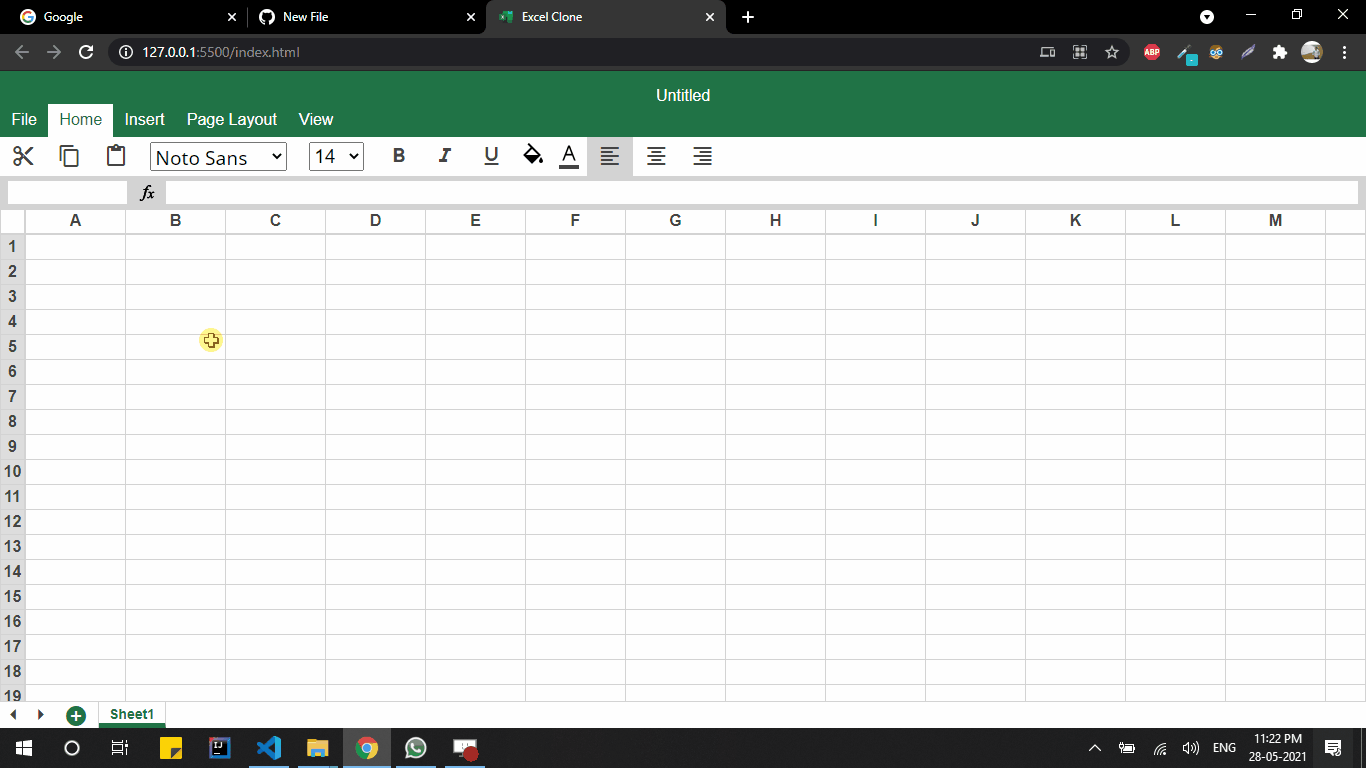 Google New File Excel Clone
127.0.0.1:5500/index.html ABP
Untitled
File Home Insert Page Layout View
Noto Sans 14 B I U A
fx
A B C D E F G H I J K L M
1
2
3
4
5
6
7
8
9
10
11
12
13
14
15
16
17
18
19
Sheet1
IJ ENG 11:22 PM
28-05-2021